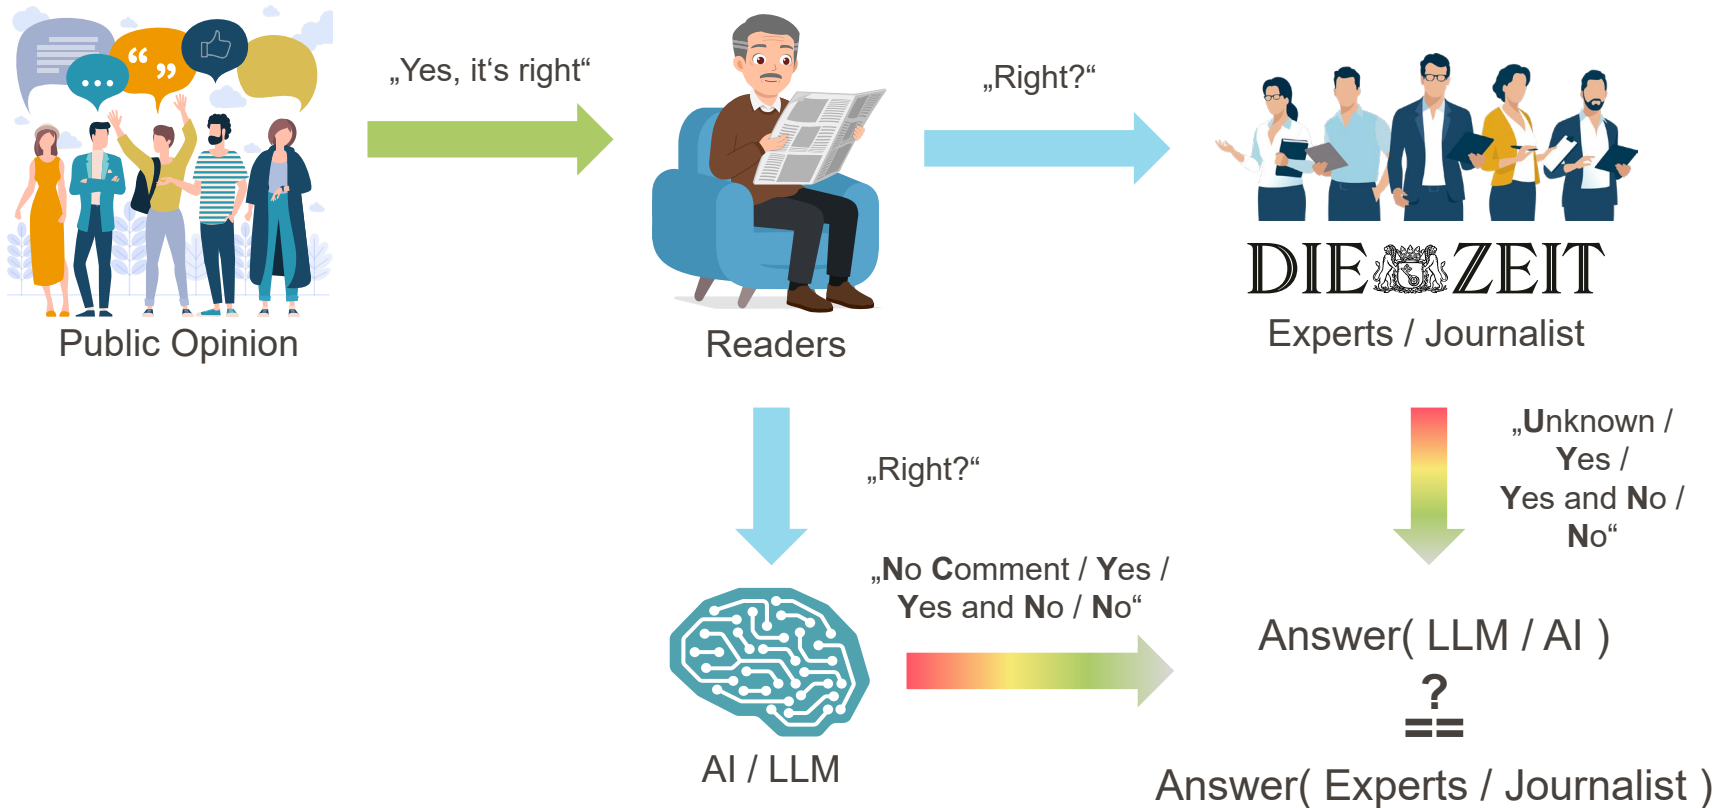 „Yes, it‘s right“
„Right?“
DIE ZEIT
Public Opinion
Readers
Experts / Journalist
„Right?“
„Unknown /
Yes /
Yes and No /
No“
„No Comment / Yes /
Yes and No / No“
AI / LLM
Answer( LLM / AI )
?
==
Answer( Experts / Journalist )